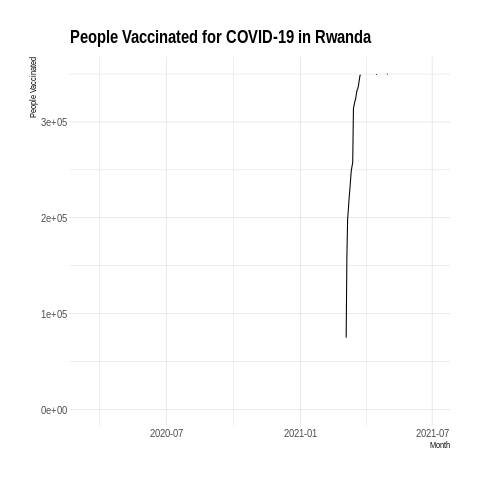 People Vaccinated for COVID-19 in Rwanda
People Vaccinated
3e+05
2e+05
1e+05
0e+00
2020-07
2021-01
2021-07
Month